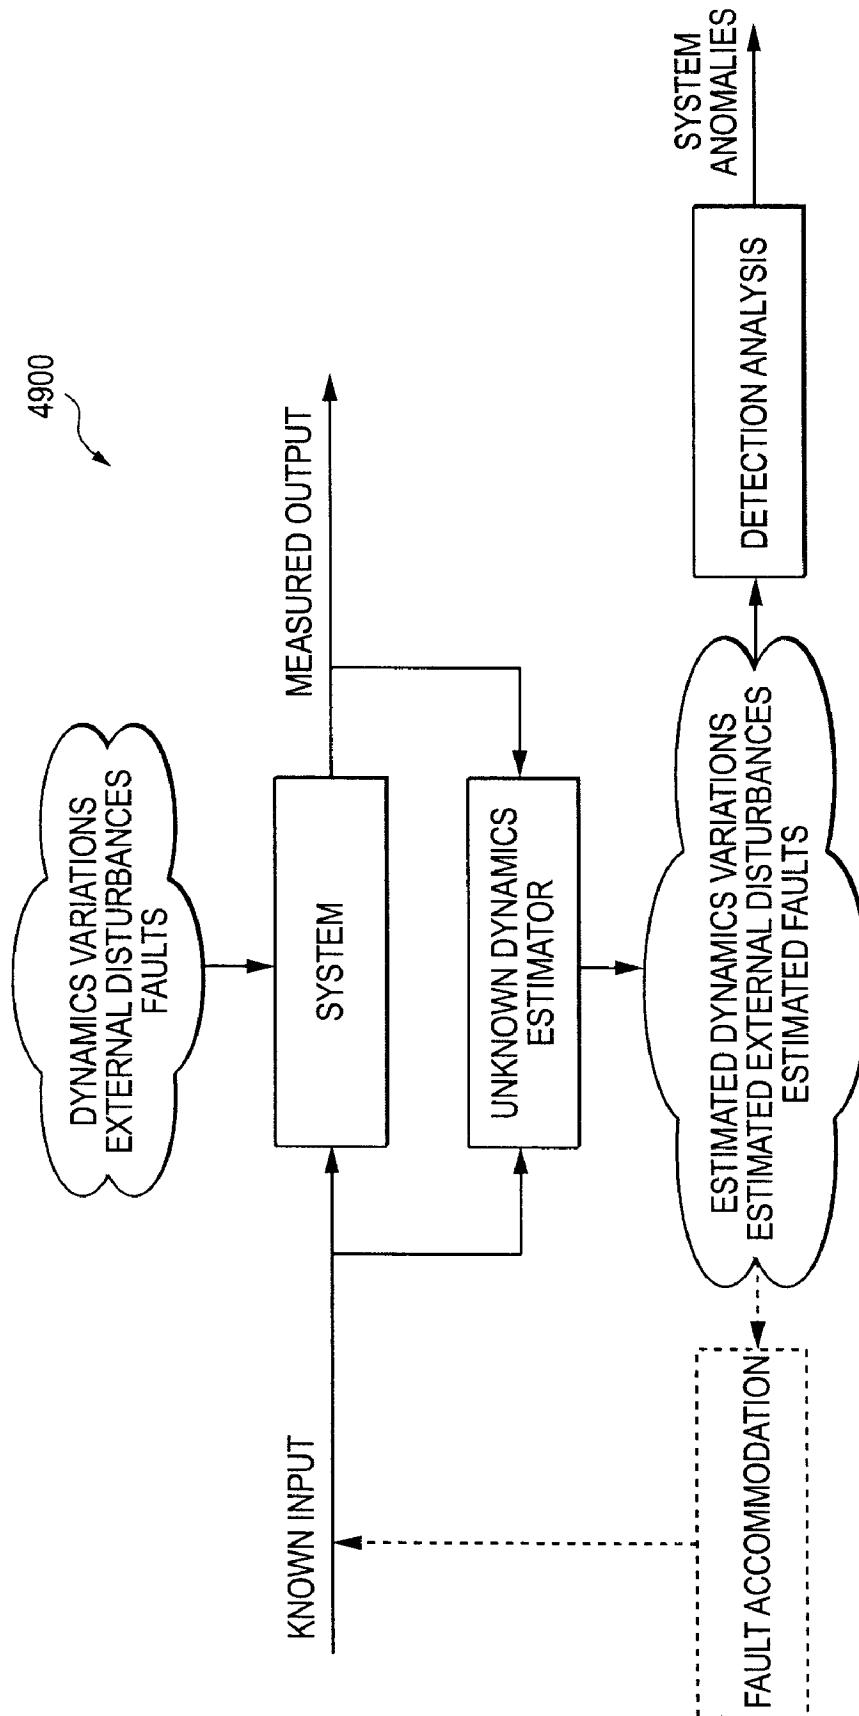 4900
DYNAMICS VARIATIONS
EXTERNAL DISTURBANCES
FAULTS
KNOWN INPUT
SYSTEM
MEASURED OUTPUT
UNKNOWN DYNAMICS
ESTIMATOR
FAULT ACCOMMODATION
ESTIMATED DYNAMICS VARIATIONS
ESTIMATED EXTERNAL DISTURBANCES
ESTIMATED FAULTS
DETECTION ANALYSIS
SYSTEM
ANOMALIES